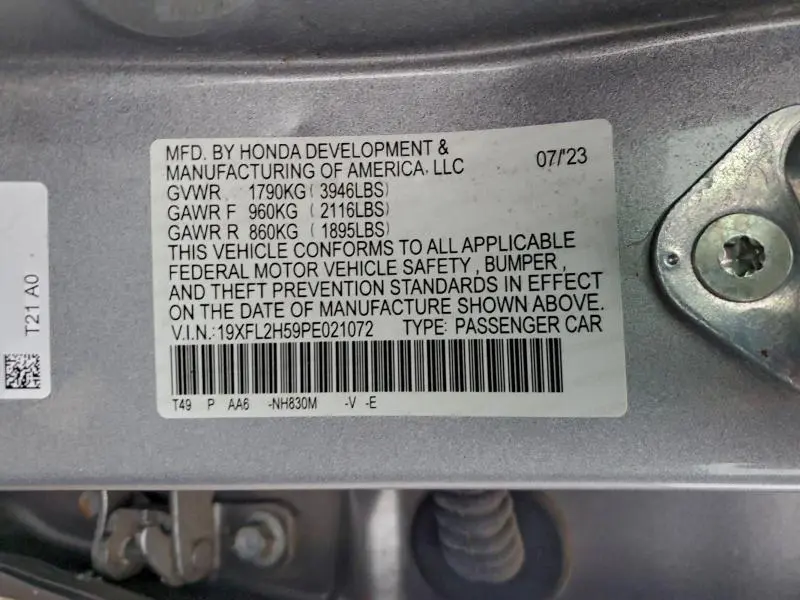 MFD. BY HONDA DEVELOPMENT &
MANUFACTURING OF AMERICA, LLC 07/'23
GVWR 1790KG ( 3946LBS)
GAWR F 960KG ( 2116LBS)
GAWR R 860KG ( 1895LBS)
THIS VEHICLE CONFORMS TO ALL APPLICABLE
FEDERAL MOTOR VEHICLE SAFETY , BUMPER ,
AND THEFT PREVENTION STANDARDS IN EFFECT
ON THE DATE OF MANUFACTURE SHOWN ABOVE.
V.I.N.:19XFL2H59PE021072 TYPE: PASSENGER CAR
T49 P AA6 -NH830M -V -E
T21 A0